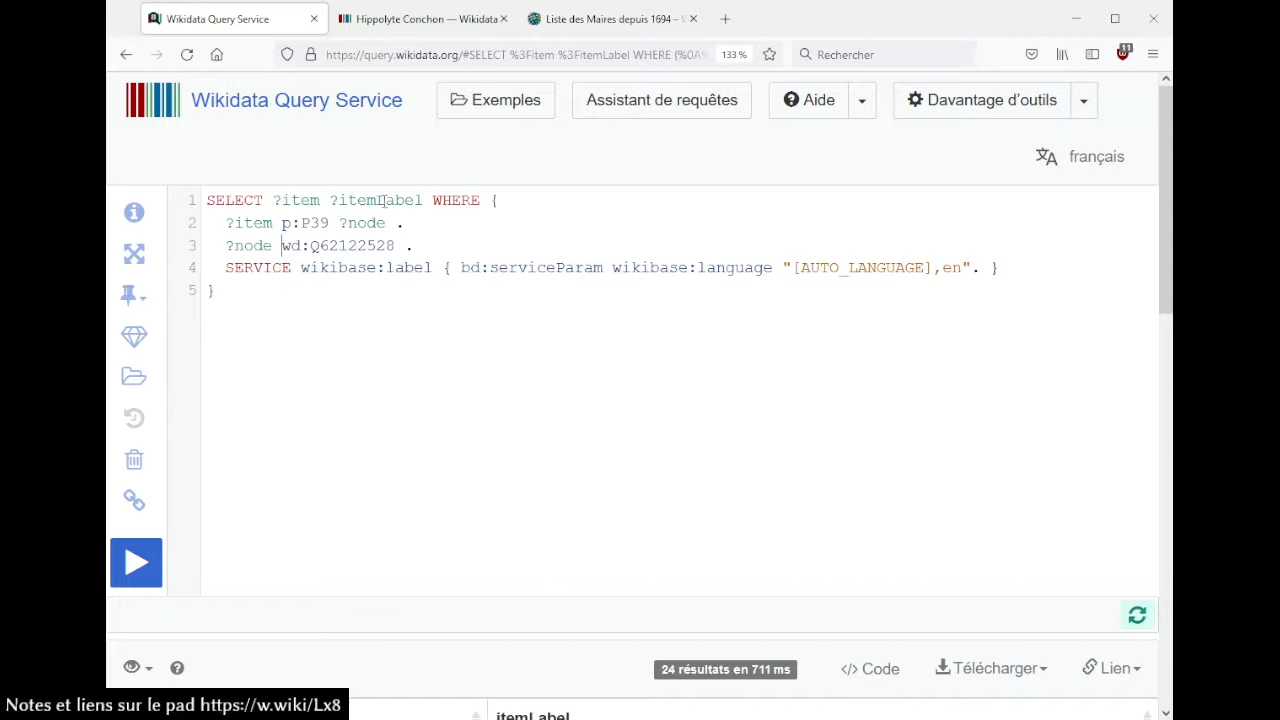 Wikidata Query Service
Hippolyte Conchon — Wikidata
Liste des Maires depuis 1694 –
https://query.wikidata.org/#SELECT %3Fitem %3FitemLabel WHERE {%0A
133 %
Rechercher
11
Wikidata Query Service
Exemples
Assistant de requêtes
Aide
Davantage d'outils
français
1 SELECT ?item ?itemLabel WHERE {
2 ?item p:P39 ?node .
3 ?node wd:Q62122528 .
4 SERVICE wikibase:label { bd:serviceParam wikibase:language "[AUTO_LANGUAGE],en". }
5 }
24 résultats en 711 ms
</> Code
Télécharger
Lien
Notes et liens sur le pad https://w.wiki/Lx8
itemLabel